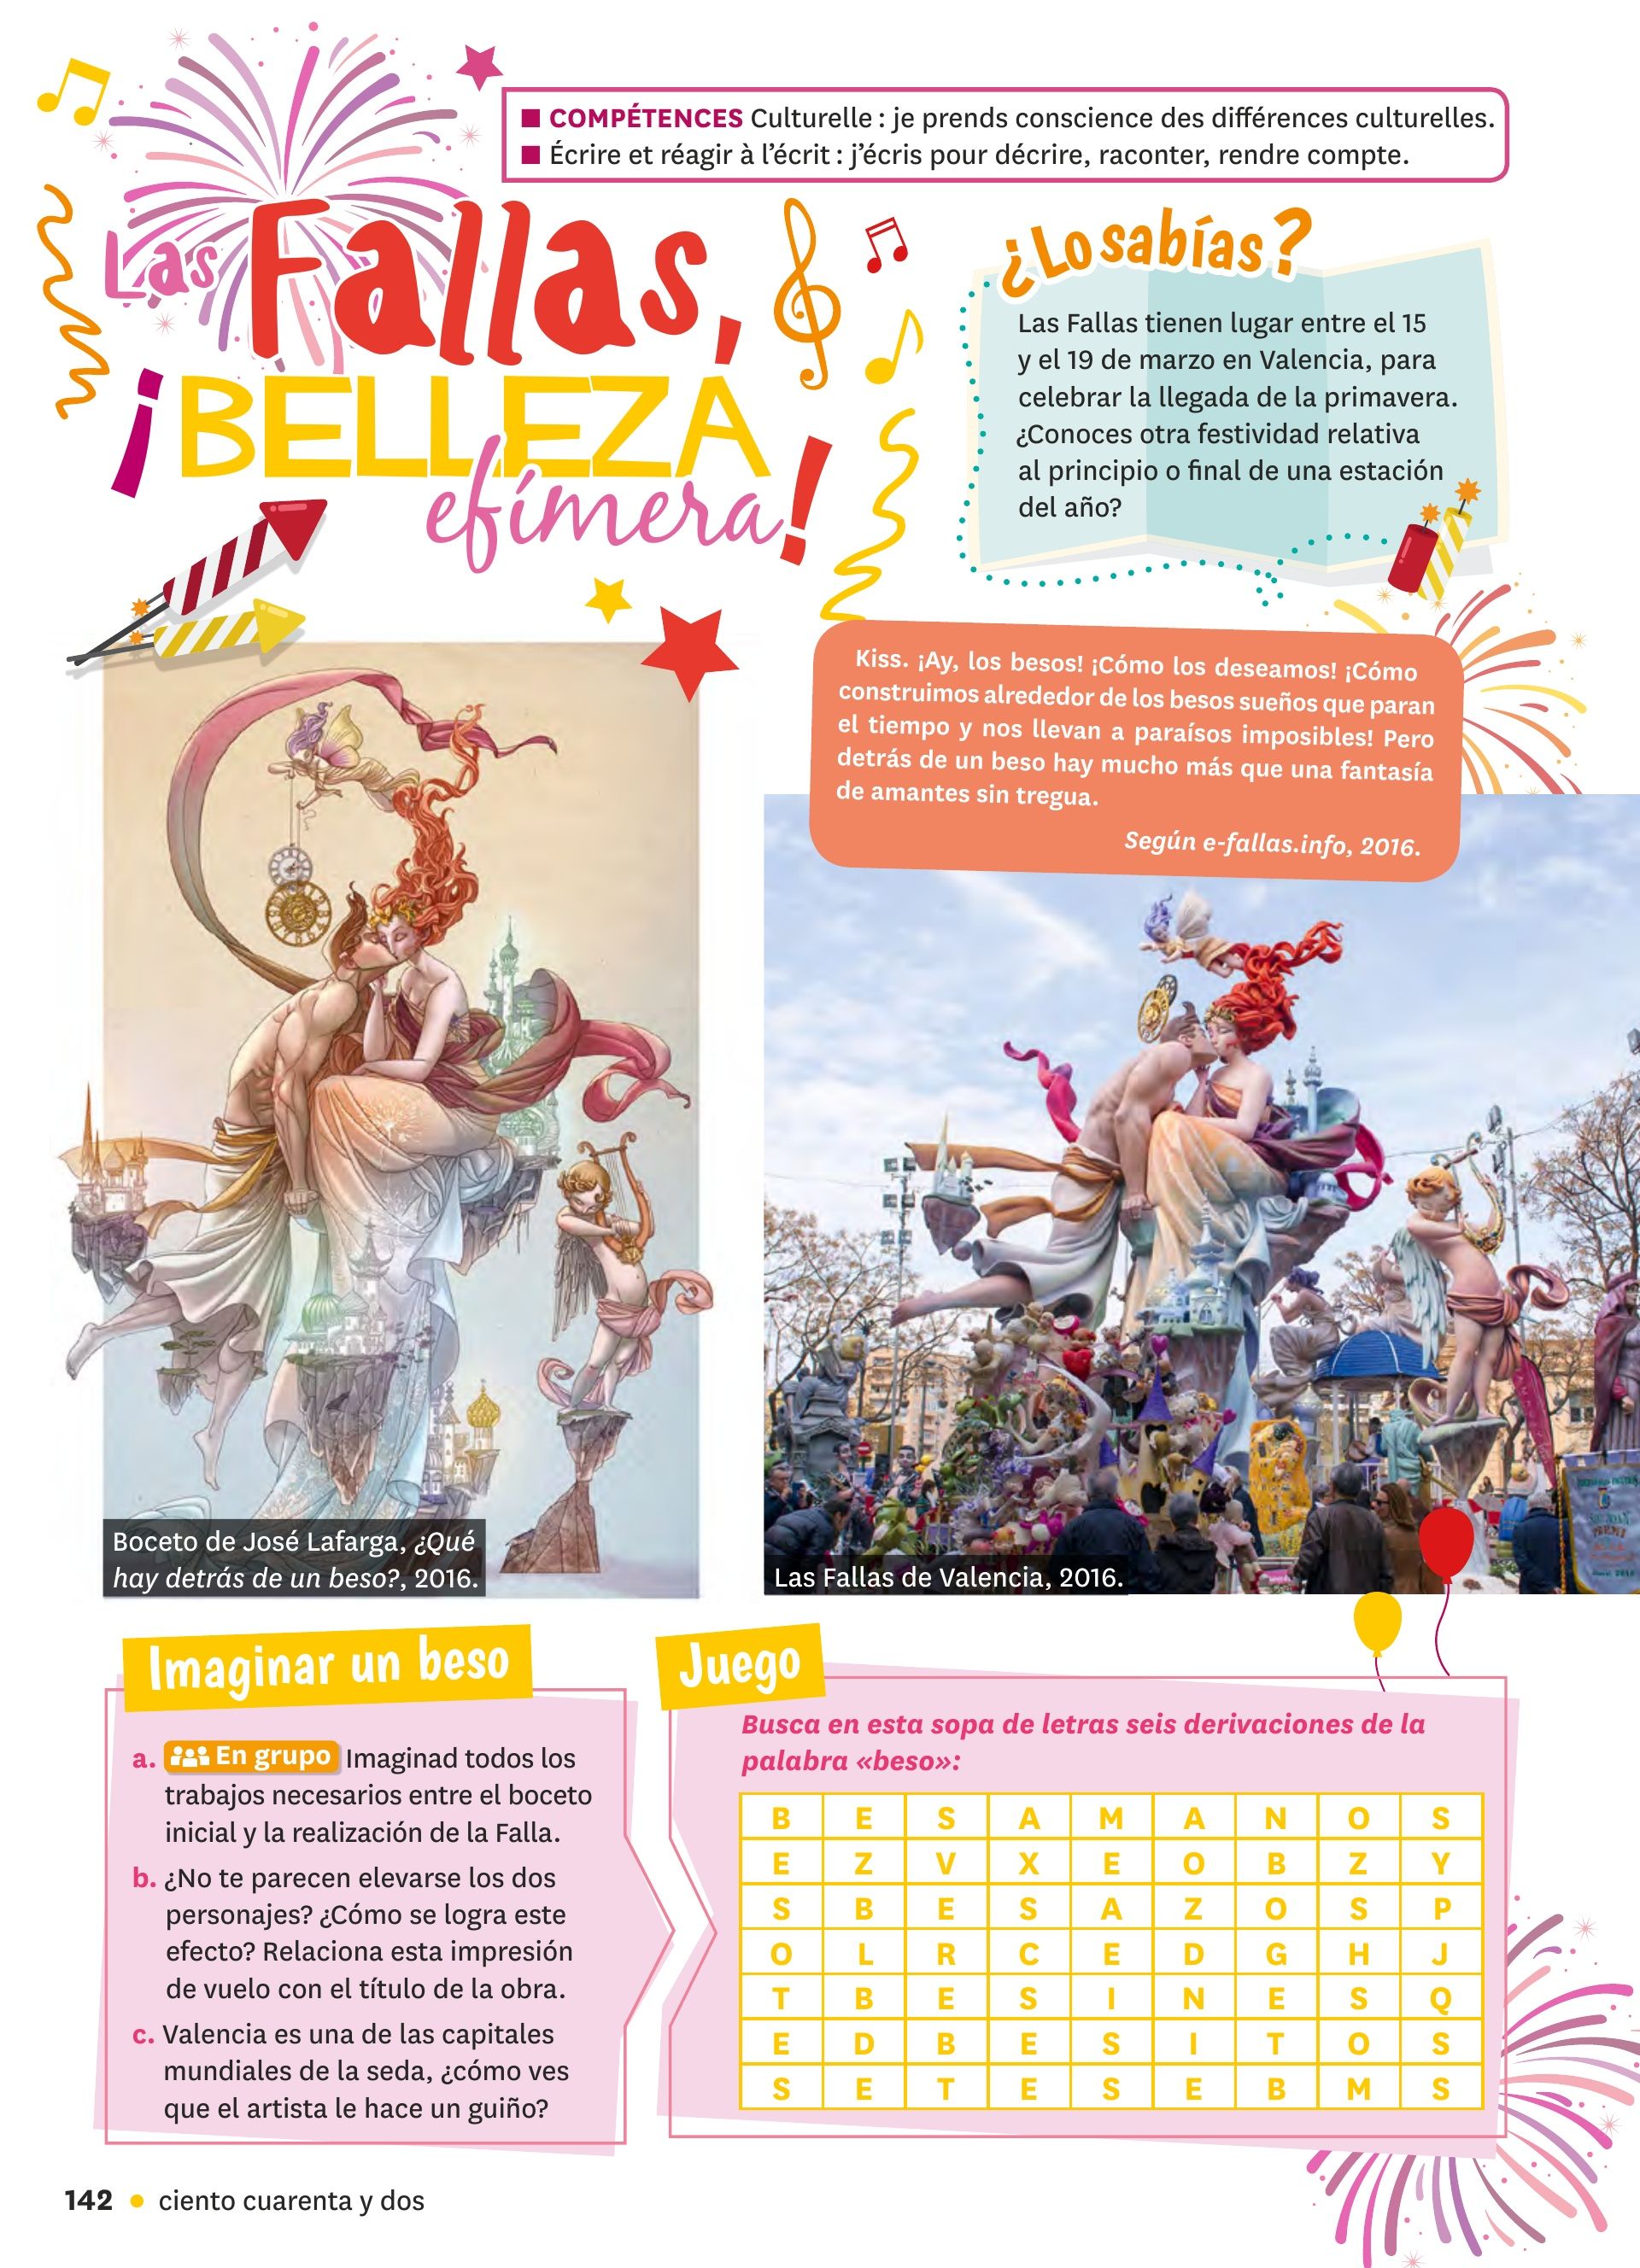 ■ COMPÉTENCES Culturelle : je prends conscience des différences culturelles.
■ Écrire et réagir à l'écrit : j'écris pour décrire, raconter, rendre compte.
Las Fallas,
¡BELLEZA
efímera!
¿Lo sabías?
Las Fallas tienen lugar entre el 15
y el 19 de marzo en Valencia, para
celebrar la llegada de la primavera.
¿Conoces otra festividad relativa
al principio o final de una estación
del año?
Kiss. ¡Ay, los besos! ¡Cómo los deseamos! ¡Cómo
construimos alrededor de los besos sueños que paran
el tiempo y nos llevan a paraísos imposibles! Pero
detrás de un beso hay mucho más que una fantasía
de amantes sin tregua.
Según e-fallas.info, 2016.
Boceto de José Lafarga, ¿Qué
hay detrás de un beso?, 2016.
Las Fallas de Valencia, 2016.
Imaginar un beso
a. En grupo Imaginad todos los
trabajos necesarios entre el boceto
inicial y la realización de la Falla.
b. ¿No te parecen elevarse los dos
personajes? ¿Cómo se logra este
efecto? Relaciona esta impresión
de vuelo con el título de la obra.
c. Valencia es una de las capitales
mundiales de la seda, ¿cómo ves
que el artista le hace un guiño?
Juego
Busca en esta sopa de letras seis derivaciones de la
palabra «beso»:
B E S A M A N O S
E Z V X E O B Z Y
S B E S A Z O S P
O L R C E D G H J
T B E S I N E S Q
E D B E S I T O S
S E T E S E B M S
142 • ciento cuarenta y dos